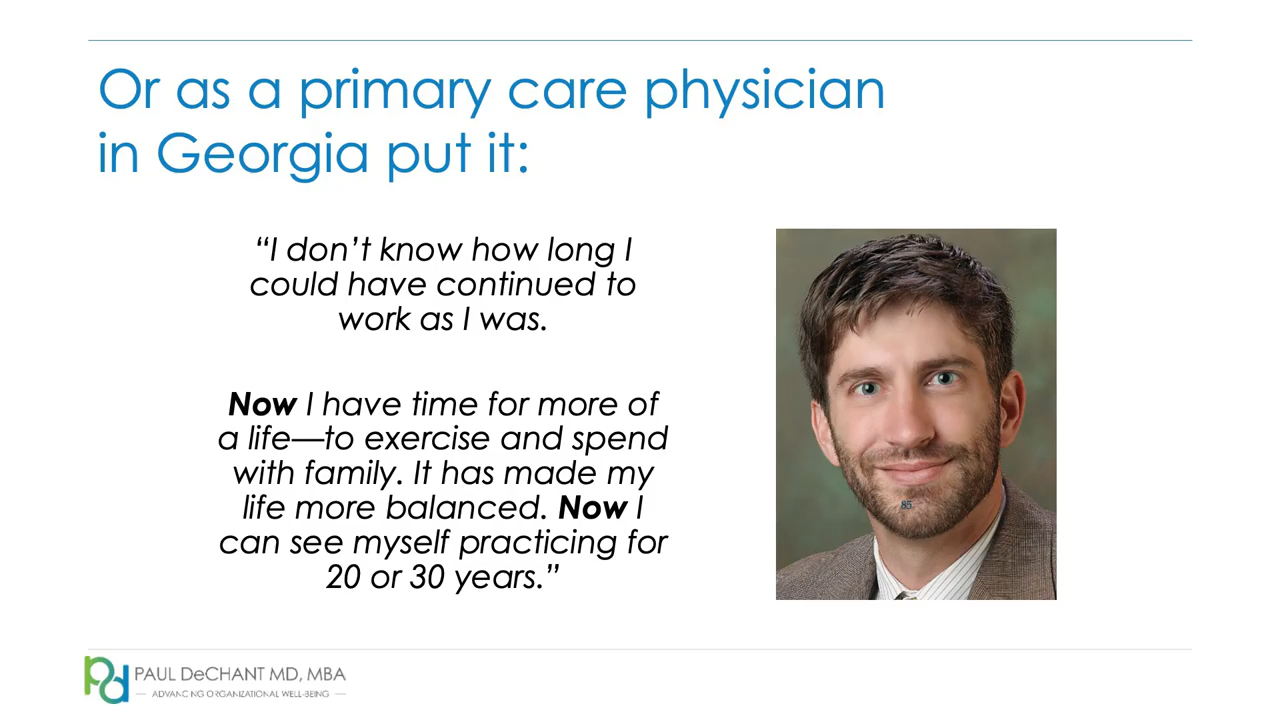 Or as a primary care physician
in Georgia put it:
“I don’t know how long I
could have continued to
work as I was.
Now I have time for more of
a life—to exercise and spend
with family. It has made my
life more balanced. Now I
can see myself practicing for
20 or 30 years.”
85
pd PAUL DeCHANT MD, MBA
ADVANCING ORGANIZATIONAL WELL-BEING